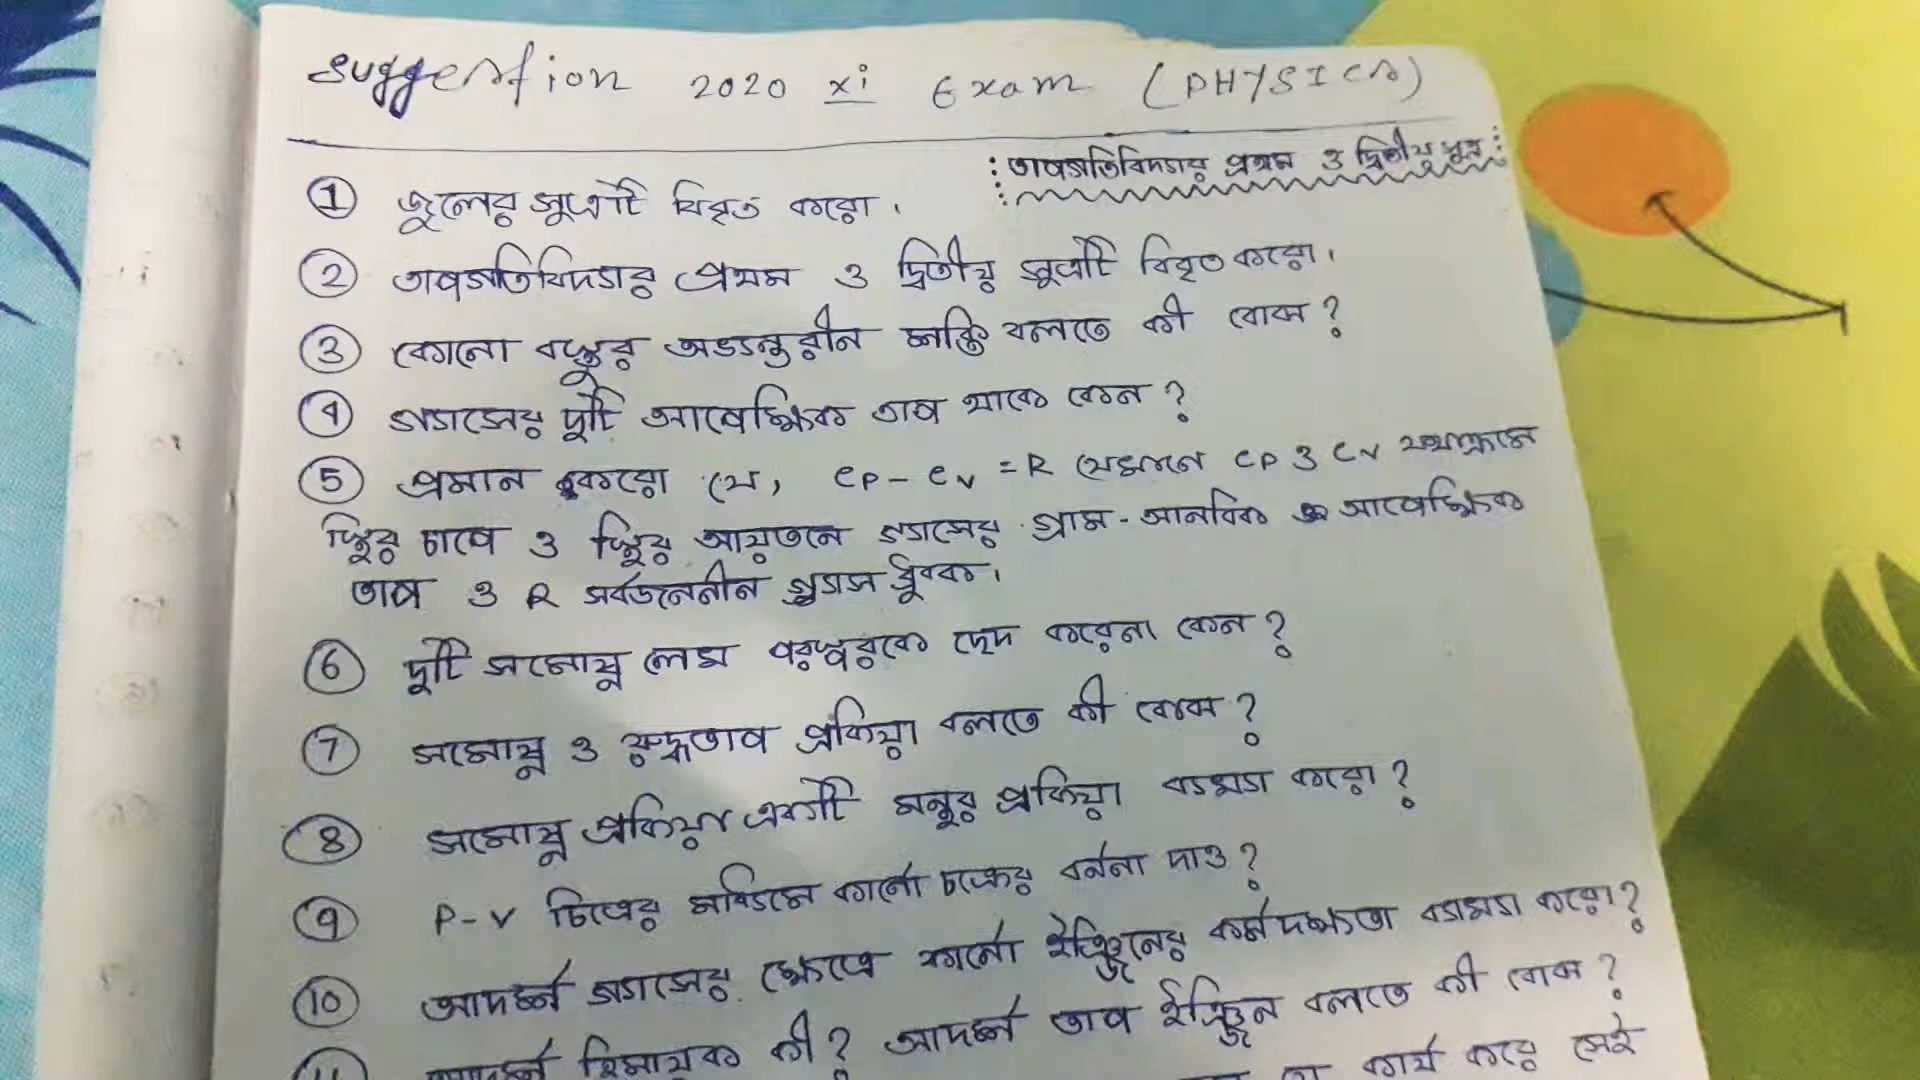 Suggestion 2020 xi Exam (PHYSICS)
তাপগতিবিদ্যার প্রথম ও দ্বিতীয় সূত্র
① জুলের সূত্রটি বিবৃত করো।
② তাপগতিবিদ্যার প্রথম ও দ্বিতীয় সূত্রটি বিবৃত করো।
③ কোনো বস্তুর অভ্যন্তরীন শক্তি বলতে কী বোঝ?
④ গ্যাসের দুটি আপেক্ষিক তাপ থাকে কেন?
⑤ প্রমান করো যে, Cp - Cv = R যেখানে Cp ও Cv যথাক্রমে
স্থির চাপে ও স্থির আয়তনে গ্যাসের গ্রাম-আনবিক আপেক্ষিক
তাপ ও R সর্বজনেনীন গ্যাস ধ্রুবক।
⑥ দুটি সমোষ্ণ লেখ পরস্পরকে ছেদ করেনা কেন?
⑦ সমোষ্ণ ও রুদ্ধতাপ প্রকিয়া বলতে কী বোঝ?
⑧ সমোষ্ণ প্রকিয়া একটি মন্থর প্রকিয়া ব্যাখ্যা করো?
⑨ P-V চিত্রের সাহায্যে কার্নো চক্রের বর্ননা দাও?
⑩ আদর্শ গ্যাসের ক্ষেত্রে কার্নো ইঞ্জিনের কর্মদক্ষতা ব্যাখ্যা করো?
আদর্শ হিমায়ক কী? আদর্শ তাপ ইঞ্জিন বলতে কী বোঝ?
কার্য করে সেই